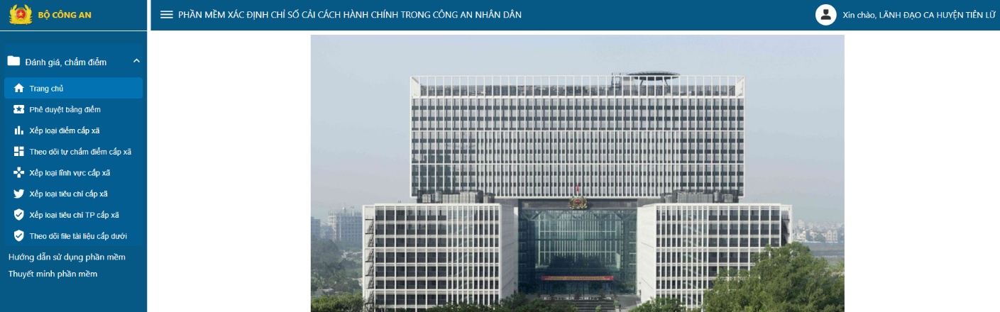 BỘ CÔNG AN
PHẦN MỀM XÁC ĐỊNH CHỈ SỐ CẢI CÁCH HÀNH CHÍNH TRONG CÔNG AN NHÂN DÂN
Xin chào, LÃNH ĐẠO CA HUYỆN TIÊN LỮ
Đánh giá, chấm điểm
Trang chủ
Phê duyệt bảng điểm
Xếp loại điểm cấp xã
Theo dõi tự chấm điểm cấp xã
Xếp loại lĩnh vực cấp xã
Xếp loại tiêu chí cấp xã
Xếp loại tiêu chí TP cấp xã
Theo dõi file tài liệu cấp dưới
Hướng dẫn sử dụng phần mềm
Thuyết minh phần mềm